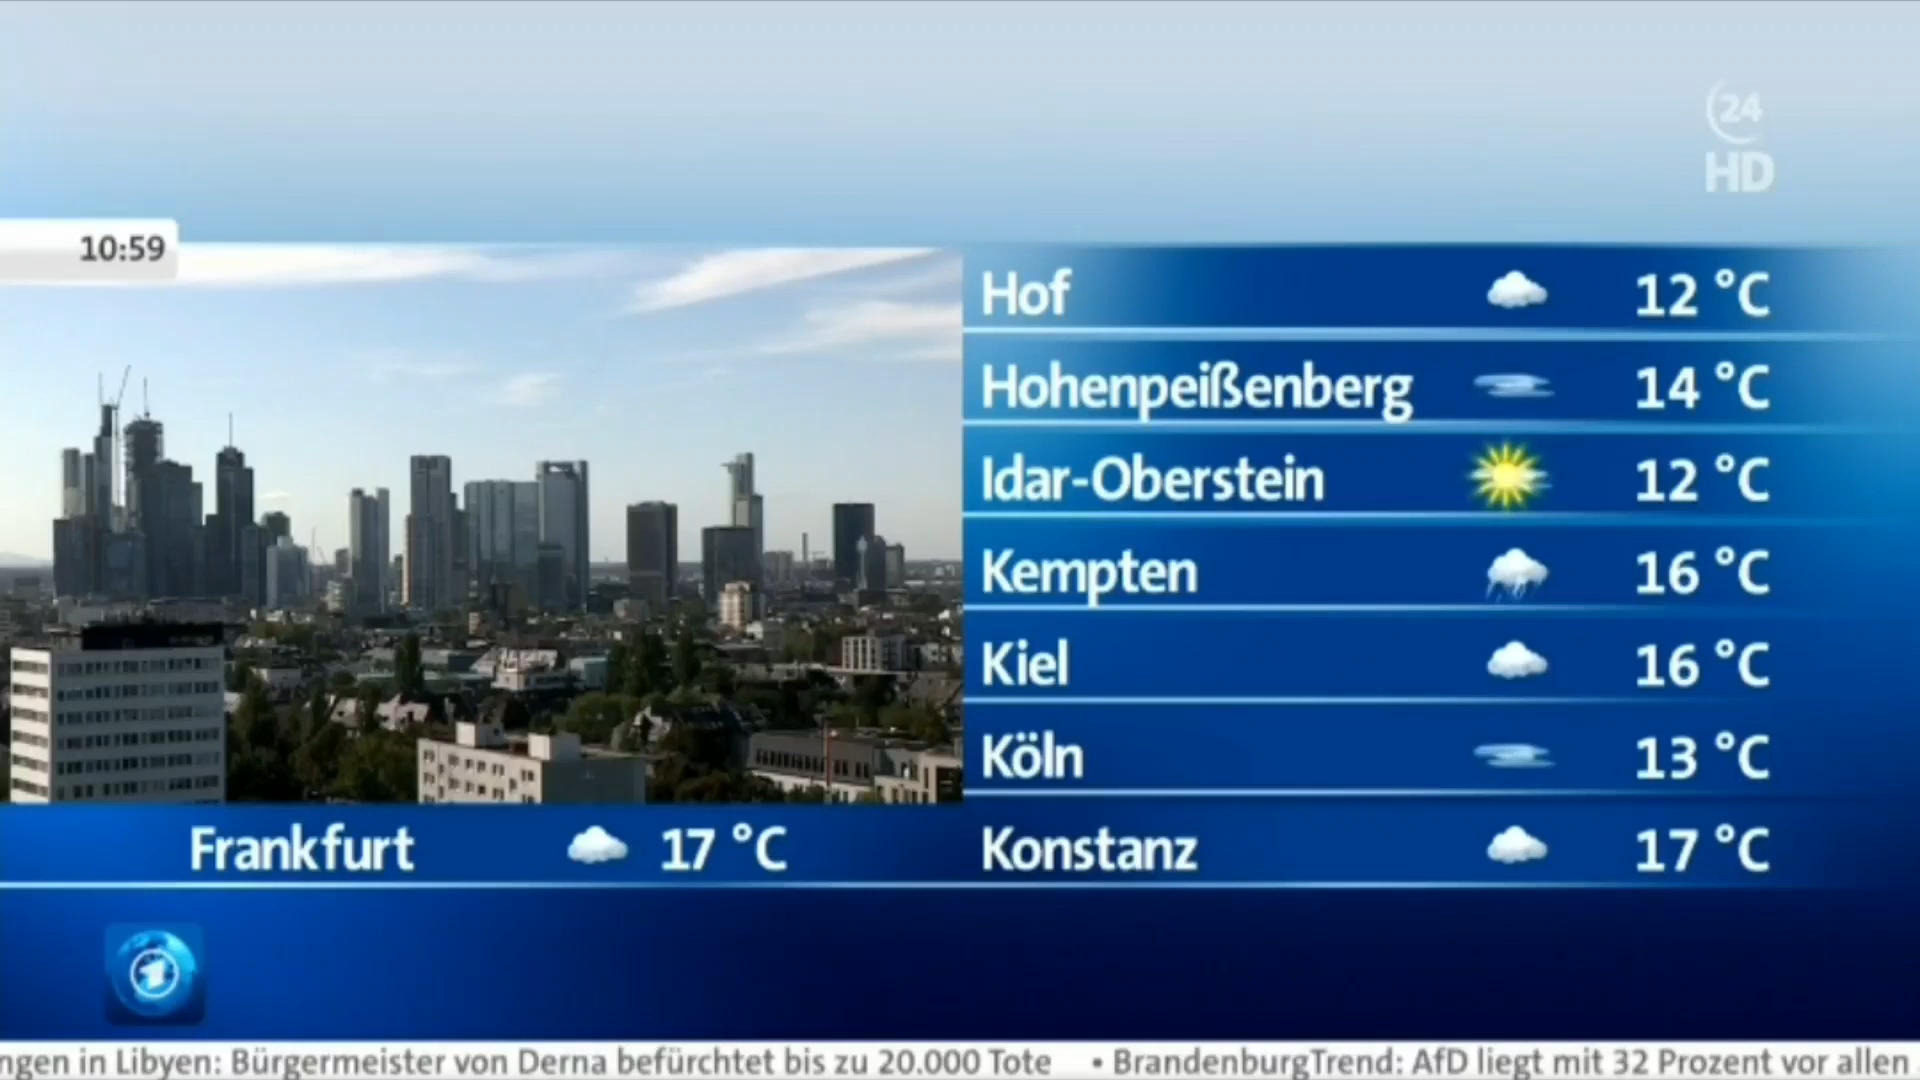 24
HD
10:59
Hof 12 °C
Hohenpeißenberg 14 °C
Idar-Oberstein 12 °C
Kempten 16 °C
Kiel 16 °C
Köln 13 °C
Frankfurt 17 °C
Konstanz 17 °C
1
ngen in Libyen: Bürgermeister von Derna befürchtet bis zu 20.000 Tote • BrandenburgTrend: AfD liegt mit 32 Prozent vor allen